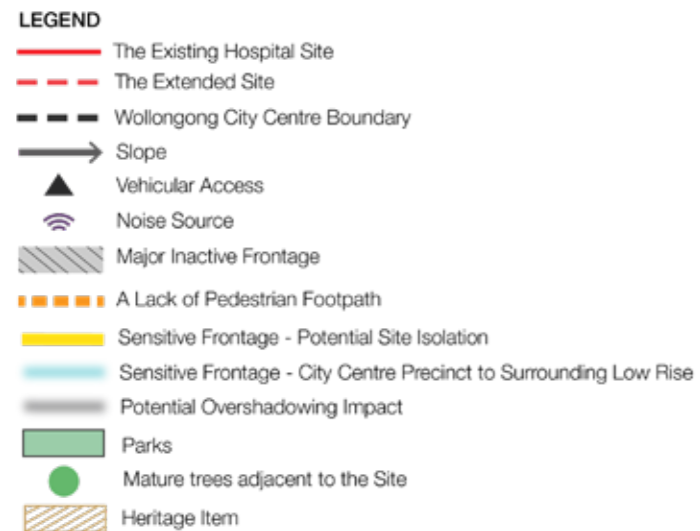 LEGEND
The Existing Hospital Site
The Extended Site
Wollongong City Centre Boundary
Slope
Vehicular Access
Noise Source
Major Inactive Frontage
A Lack of Pedestrian Footpath
Sensitive Frontage - Potential Site Isolation
Sensitive Frontage - City Centre Precinct to Surrounding Low Rise
Potential Overshadowing Impact
Parks
Mature trees adjacent to the Site
Heritage Item